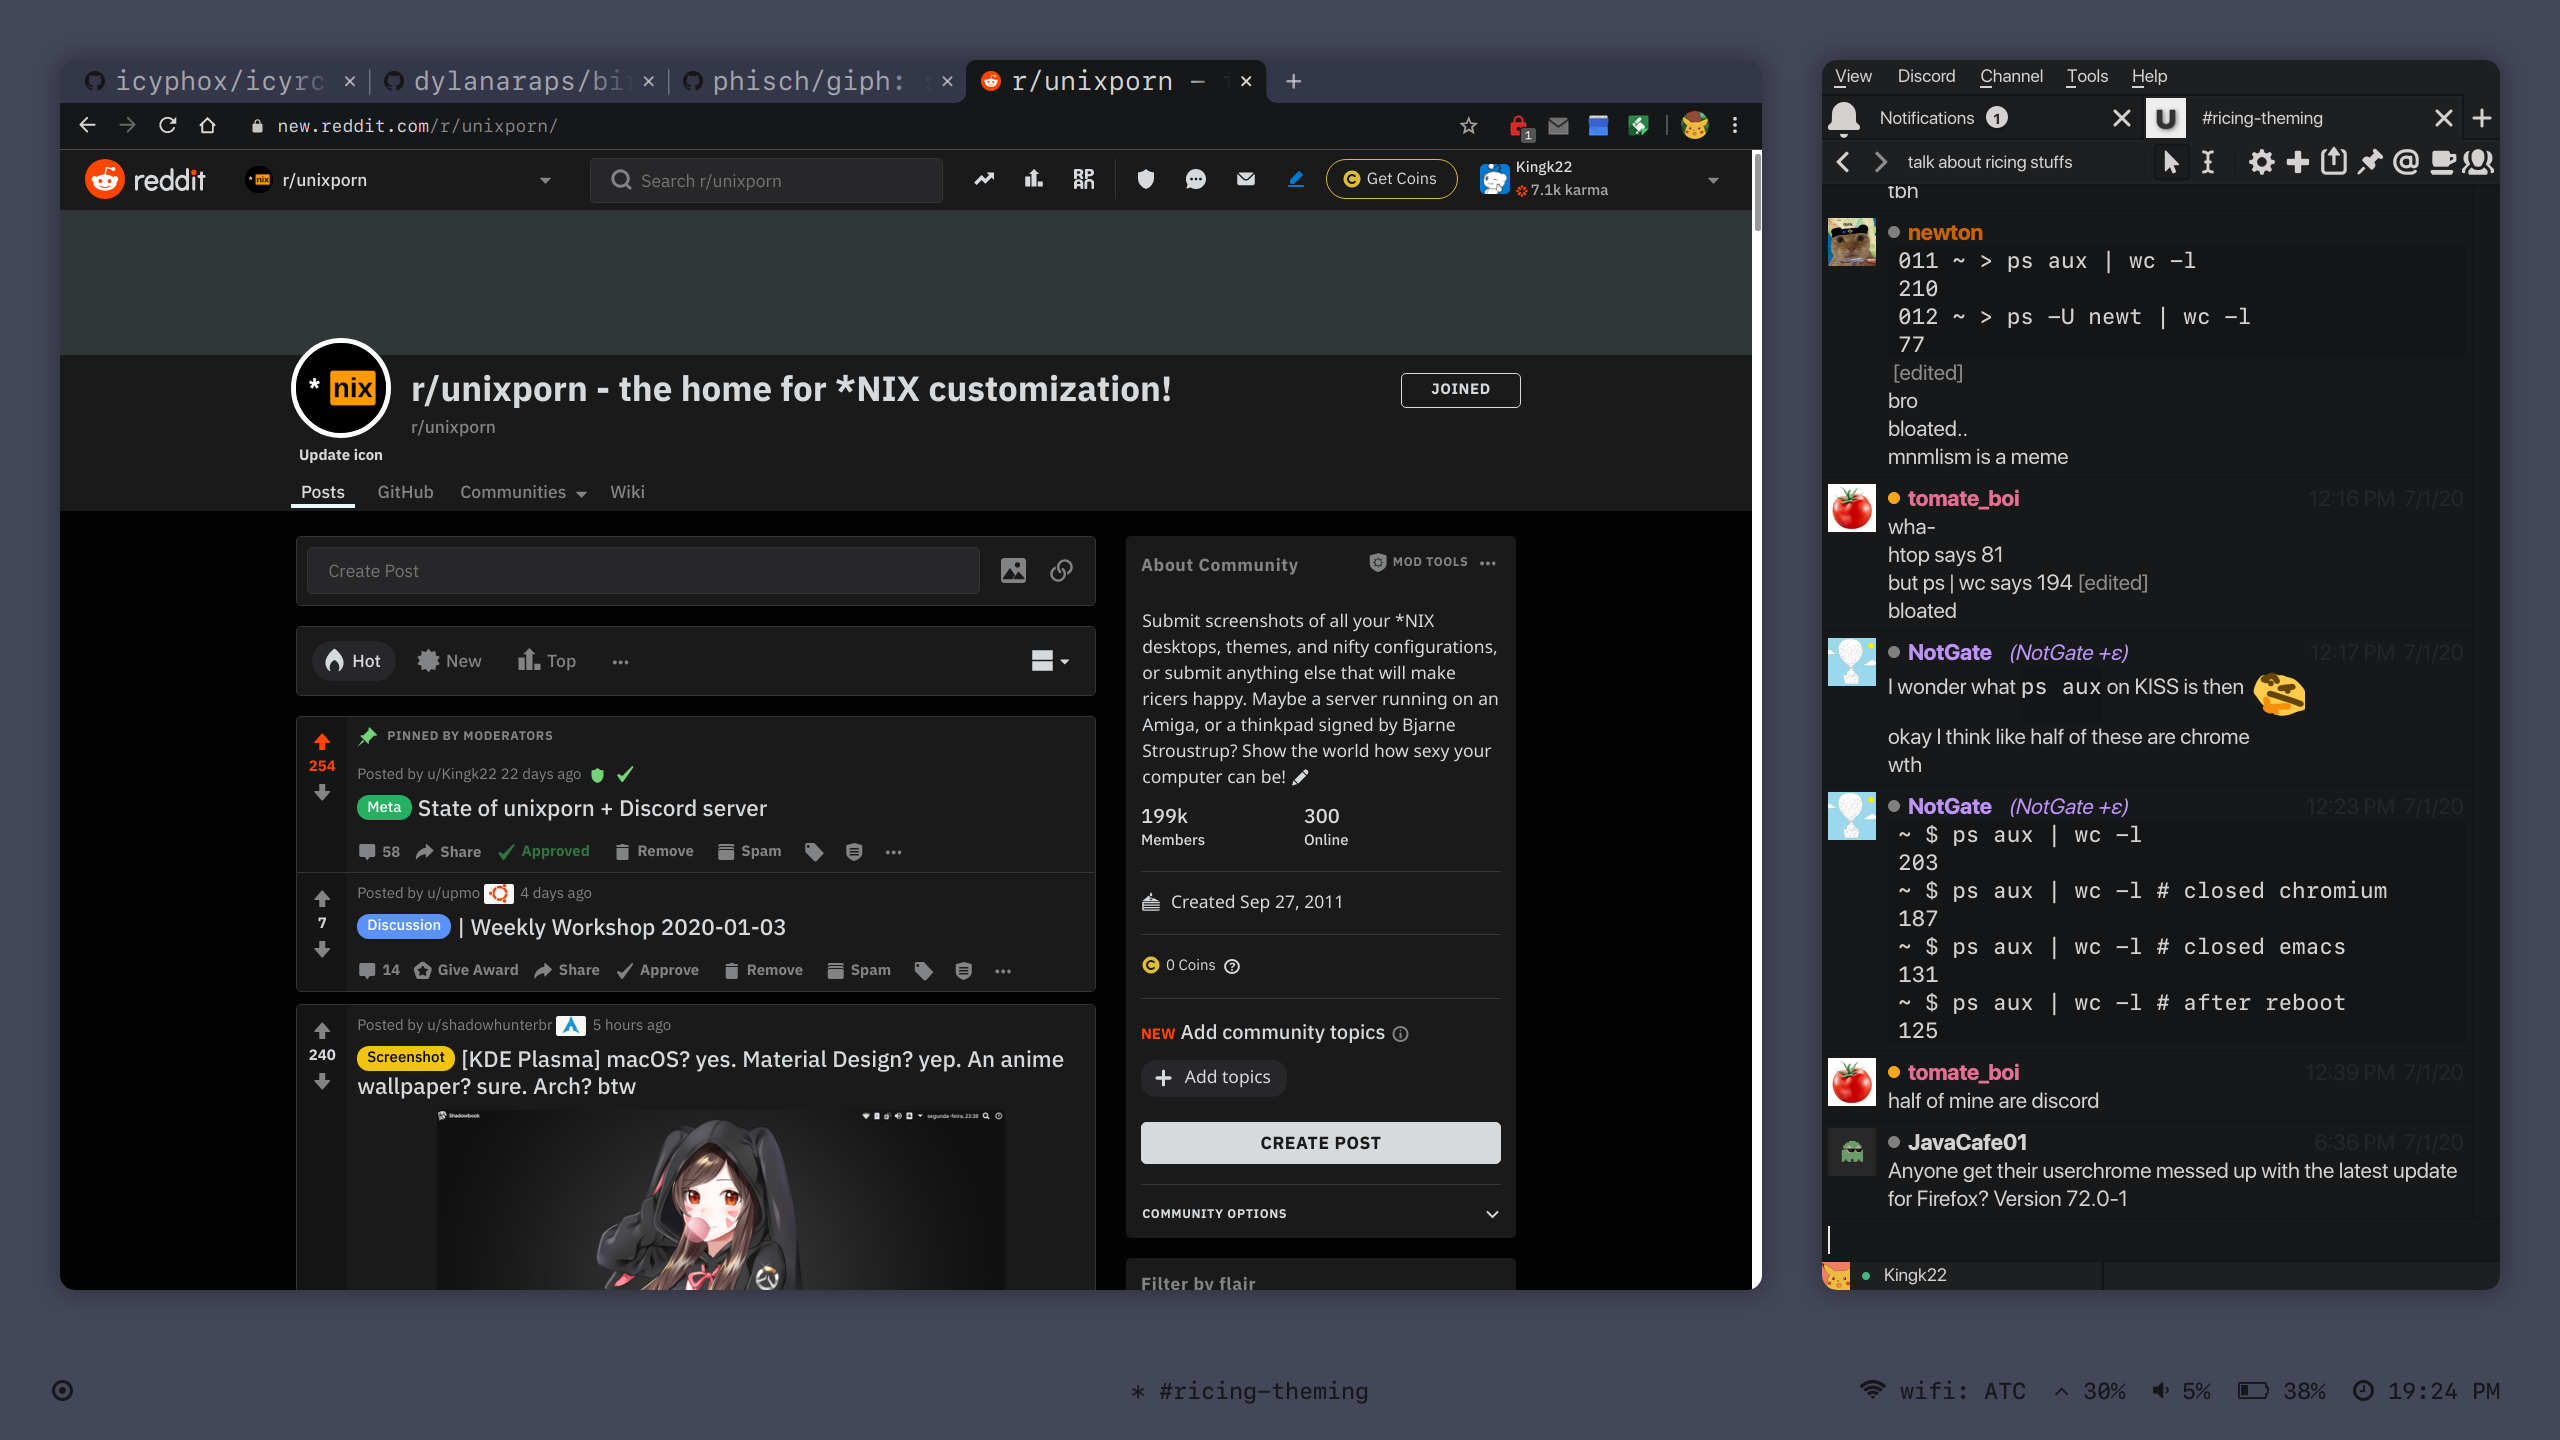 icyphox/icyrc
dylanaraps/bi
phisch/giph:
r/unixporn –
new.reddit.com/r/unixporn/
1
reddit
r/unixporn
Search r/unixporn
Get Coins
Kingk22
7.1k karma
* nix
r/unixporn - the home for *NIX customization!
r/unixporn
JOINED
Update icon
Posts GitHub Communities Wiki
Create Post
Hot New Top ...
PINNED BY MODERATORS
254
Posted by u/Kingk22 22 days ago
Meta State of unixporn + Discord server
58 Share Approved Remove Spam ...
Posted by u/upmo 4 days ago
7
Discussion | Weekly Workshop 2020-01-03
14 Give Award Share Approve Remove Spam ...
Posted by u/shadowhunterbr 5 hours ago
240
Screenshot [KDE Plasma] macOS? yes. Material Design? yep. An anime
wallpaper? sure. Arch? btw
Shadowbook
segunda-feira, 23:36
About Community
MOD TOOLS ...
Submit screenshots of all your *NIX
desktops, themes, and nifty configurations,
or submit anything else that will make
ricers happy. Maybe a server running on an
Amiga, or a thinkpad signed by Bjarne
Stroustrup? Show the world how sexy your
computer can be!
199k 300
Members Online
Created Sep 27, 2011
0 Coins
NEW Add community topics
+ Add topics
CREATE POST
COMMUNITY OPTIONS
Filter by flair
View Discord Channel Tools Help
Notifications 1
U #ricing-theming
talk about ricing stuffs
tbh
newton
011 ~ > ps aux | wc -l
210
012 ~ > ps -U newt | wc -l
77
[edited]
bro
bloated..
mnmlism is a meme
tomate_boi 12:16 PM 7/1/20
wha-
htop says 81
but ps | wc says 194 [edited]
bloated
NotGate (NotGate +ε) 12:17 PM 7/1/20
I wonder what ps aux on KISS is then
okay I think like half of these are chrome
wth
NotGate (NotGate +ε) 12:23 PM 7/1/20
~ $ ps aux | wc -l
203
~ $ ps aux | wc -l # closed chromium
187
~ $ ps aux | wc -l # closed emacs
131
~ $ ps aux | wc -l # after reboot
125
tomate_boi 12:39 PM 7/1/20
half of mine are discord
JavaCafe01 6:36 PM 7/1/20
Anyone get their userchrome messed up with the latest update
for Firefox? Version 72.0-1
Kingk22
* #ricing-theming
wifi: ATC 30% 5% 38% 19:24 PM